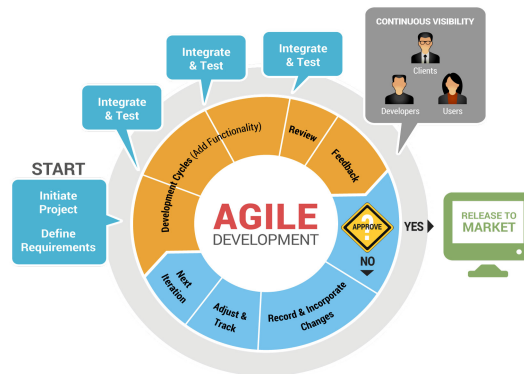 CONTINUOUS VISIBILITY
Clients
Developers
Users
Integrate
& Test
Integrate
& Test
Integrate
& Test
START
Initiate
Project
Define
Requirements
Development Cycles (Add Functionality)
Review
Feedback
AGILE
DEVELOPMENT
?
APPROVE
YES
NO
RELEASE TO
MARKET
Record & Incorporate
Changes
Adjust &
Track
Next
Iteration